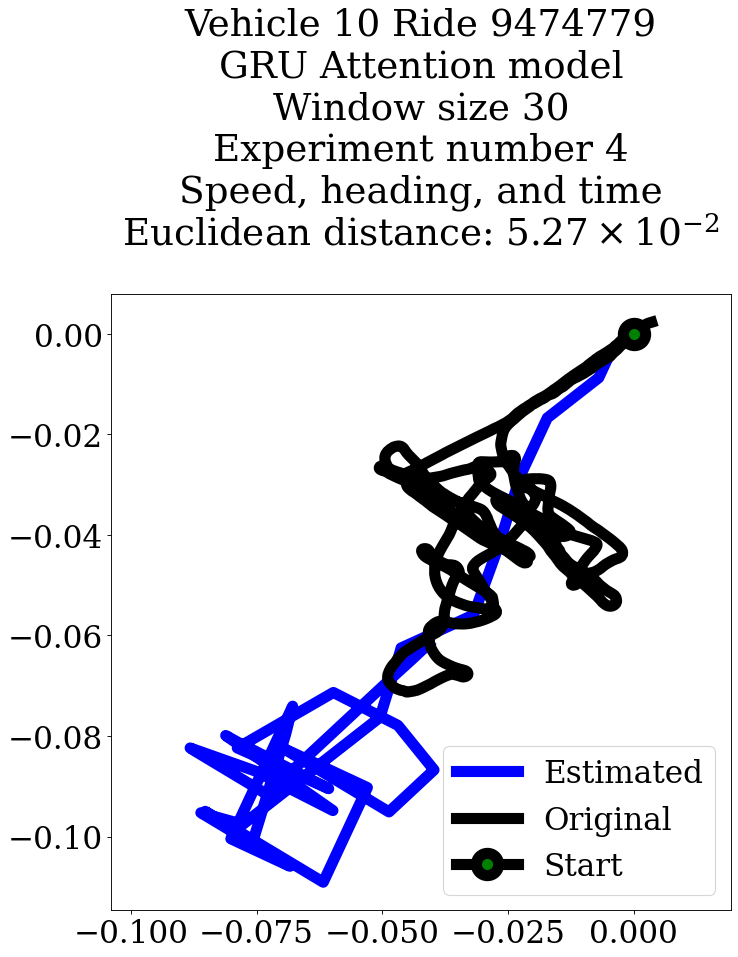 Vehicle 10 Ride 9474779
GRU Attention model
Window size 30
Experiment number 4
Speed, heading, and time
Euclidean distance: 5.27 × 10⁻²
0.00
−0.02
−0.04
−0.06
−0.08
−0.10
Estimated
Original
Start
−0.100 −0.075 −0.050 −0.025 0.000